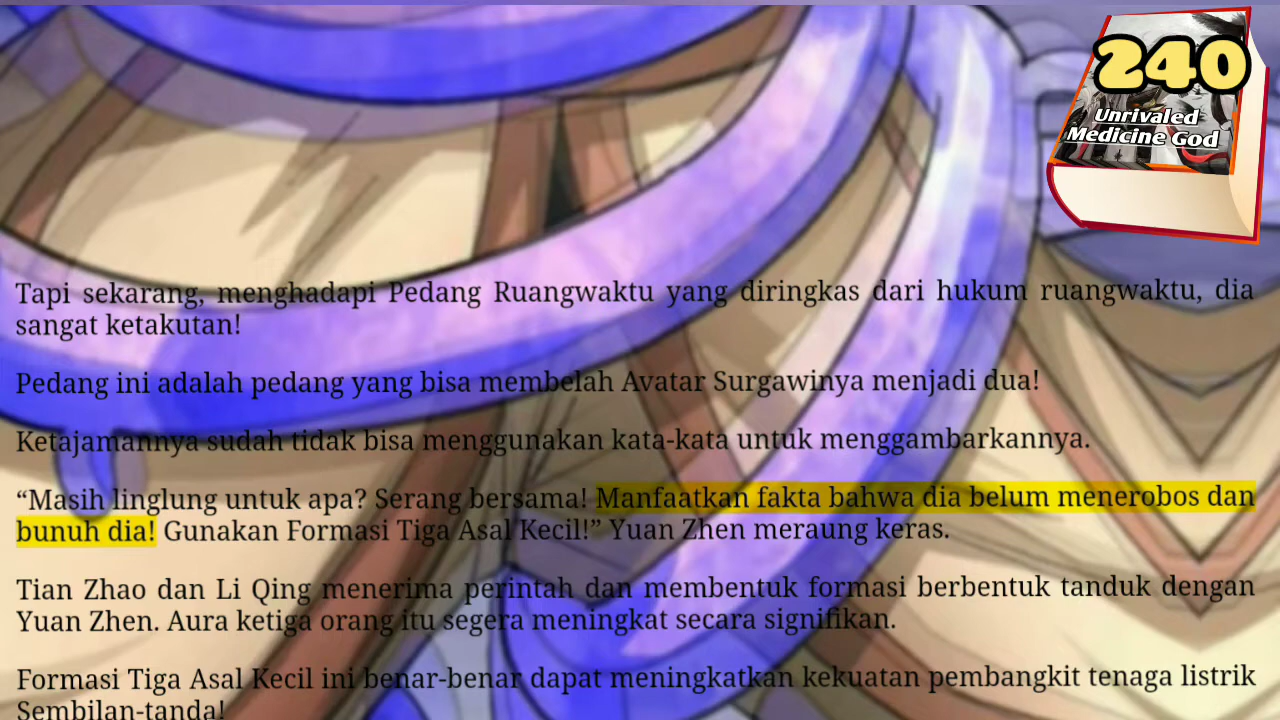 240
Unrivaled
Medicine God
Tapi sekarang, menghadapi Pedang Ruangwaktu yang diringkas dari hukum ruangwaktu, dia
sangat ketakutan!
Pedang ini adalah pedang yang bisa membelah Avatar Surgawinya menjadi dua!
Ketajamannya sudah tidak bisa menggunakan kata-kata untuk menggambarkannya.
“Masih linglung untuk apa? Serang bersama! Manfaatkan fakta bahwa dia belum menerobos dan
bunuh dia! Gunakan Formasi Tiga Asal Kecil!” Yuan Zhen meraung keras.
Tian Zhao dan Li Qing menerima perintah dan membentuk formasi berbentuk tanduk dengan
Yuan Zhen. Aura ketiga orang itu segera meningkat secara signifikan.
Formasi Tiga Asal Kecil ini benar-benar dapat meningkatkan kekuatan pembangkit tenaga listrik
Sembilan-tanda!